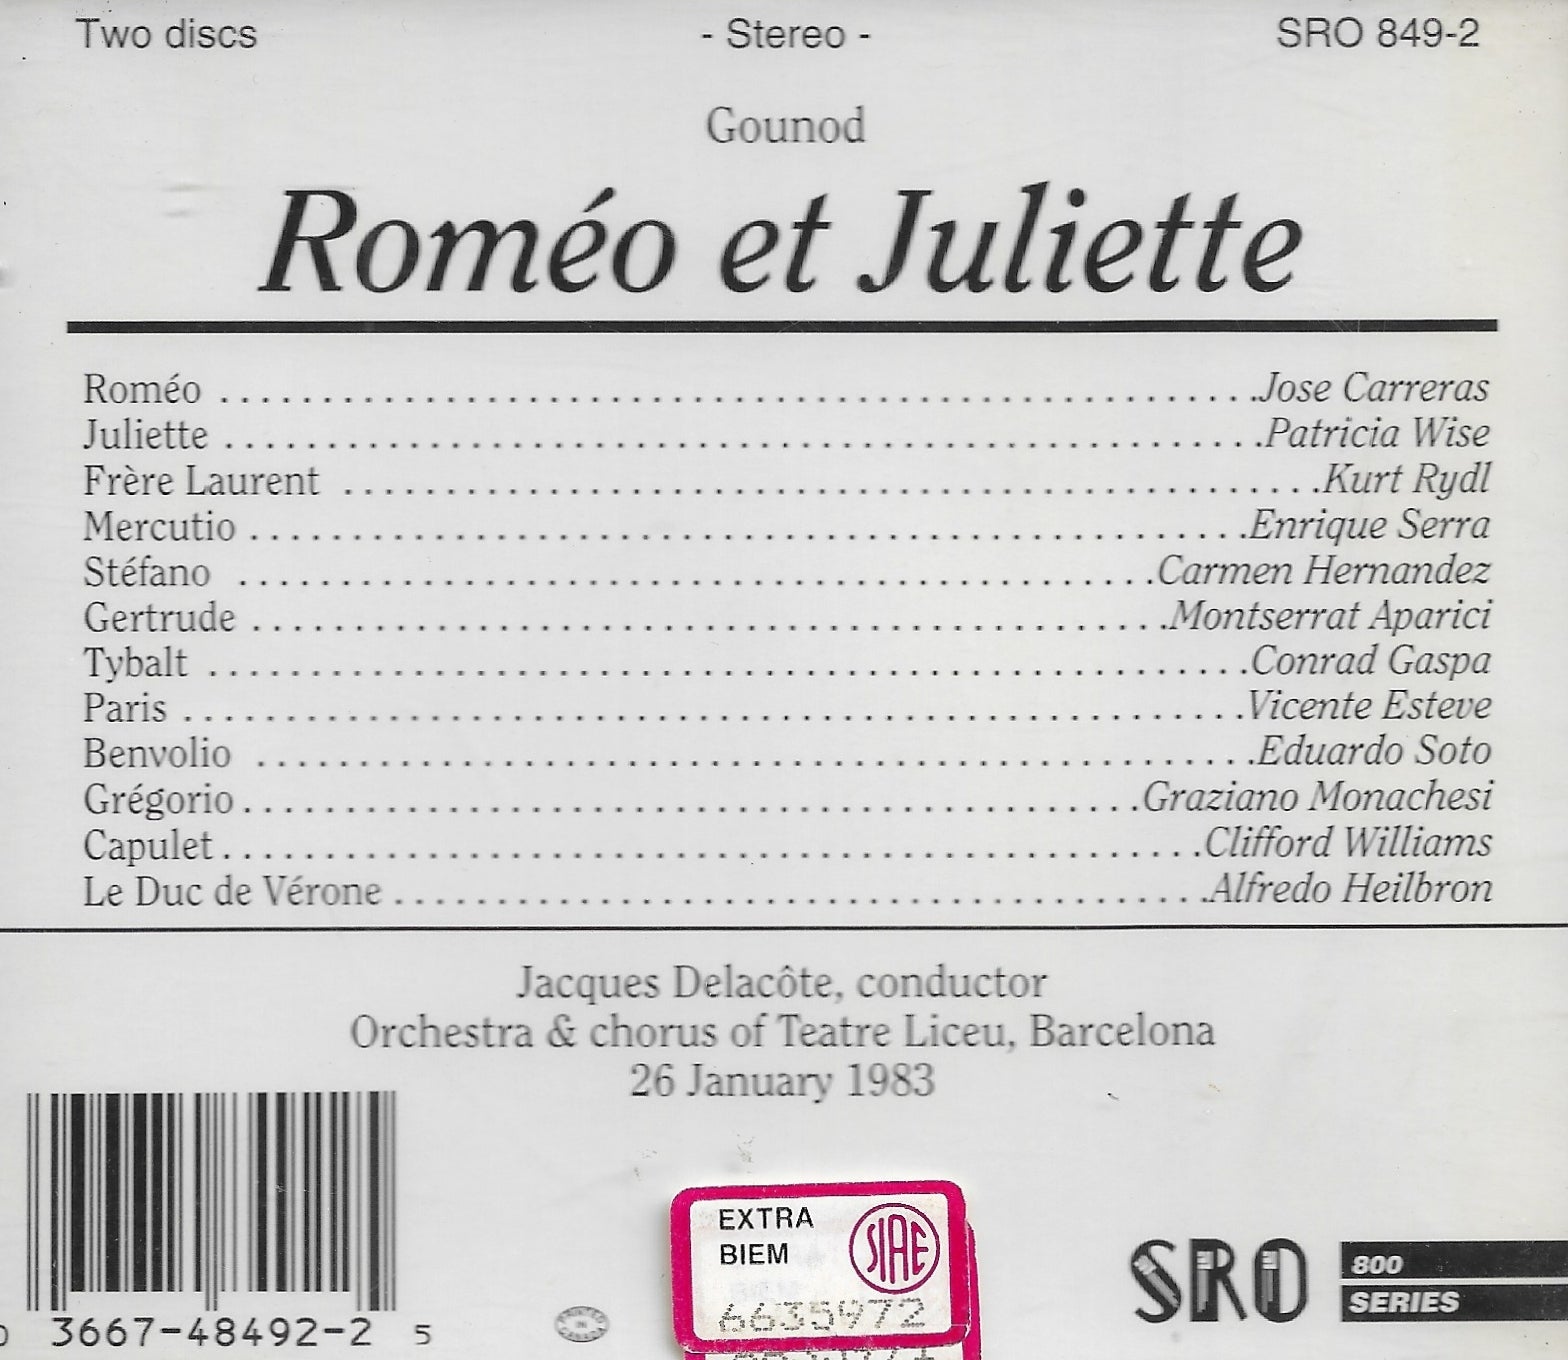 Two discs - Stereo - SRO 849-2
Gounod
Roméo et Juliette
Roméo ........................................................ Jose Carreras
Juliette ........................................................ Patricia Wise
Frère Laurent ........................................................ Kurt Rydl
Mercutio ........................................................ Enrique Serra
Stéfano ........................................................ Carmen Hernandez
Gertrude ........................................................ Montserrat Aparici
Tybalt ........................................................ Conrad Gaspa
Paris ........................................................ Vicente Esteve
Benvolio ........................................................ Eduardo Soto
Grégorio ........................................................ Graziano Monachesi
Capulet ........................................................ Clifford Williams
Le Duc de Vérone ........................................................ Alfredo Heilbron
Jacques Delacôte, conductor
Orchestra & chorus of Teatre Liceu, Barcelona
26 January 1983
EXTRA
BIEM
SIAE
6635972
SRO
800
SERIES
0 3667-48492-2 5